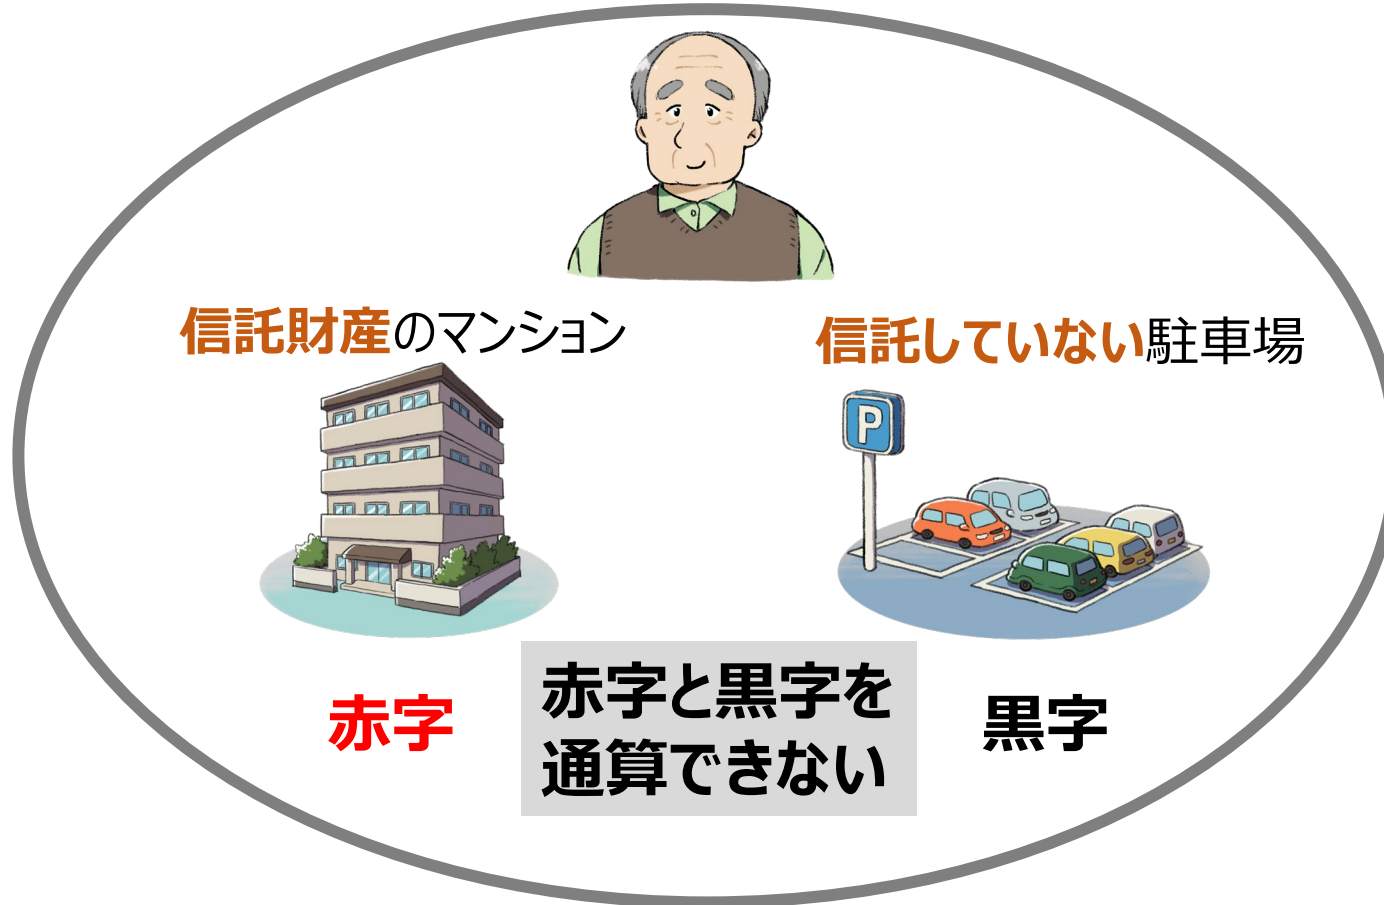 信託財産のマンション
信託していない駐車場
P
赤字
赤字と黒字を
通算できない
黒字